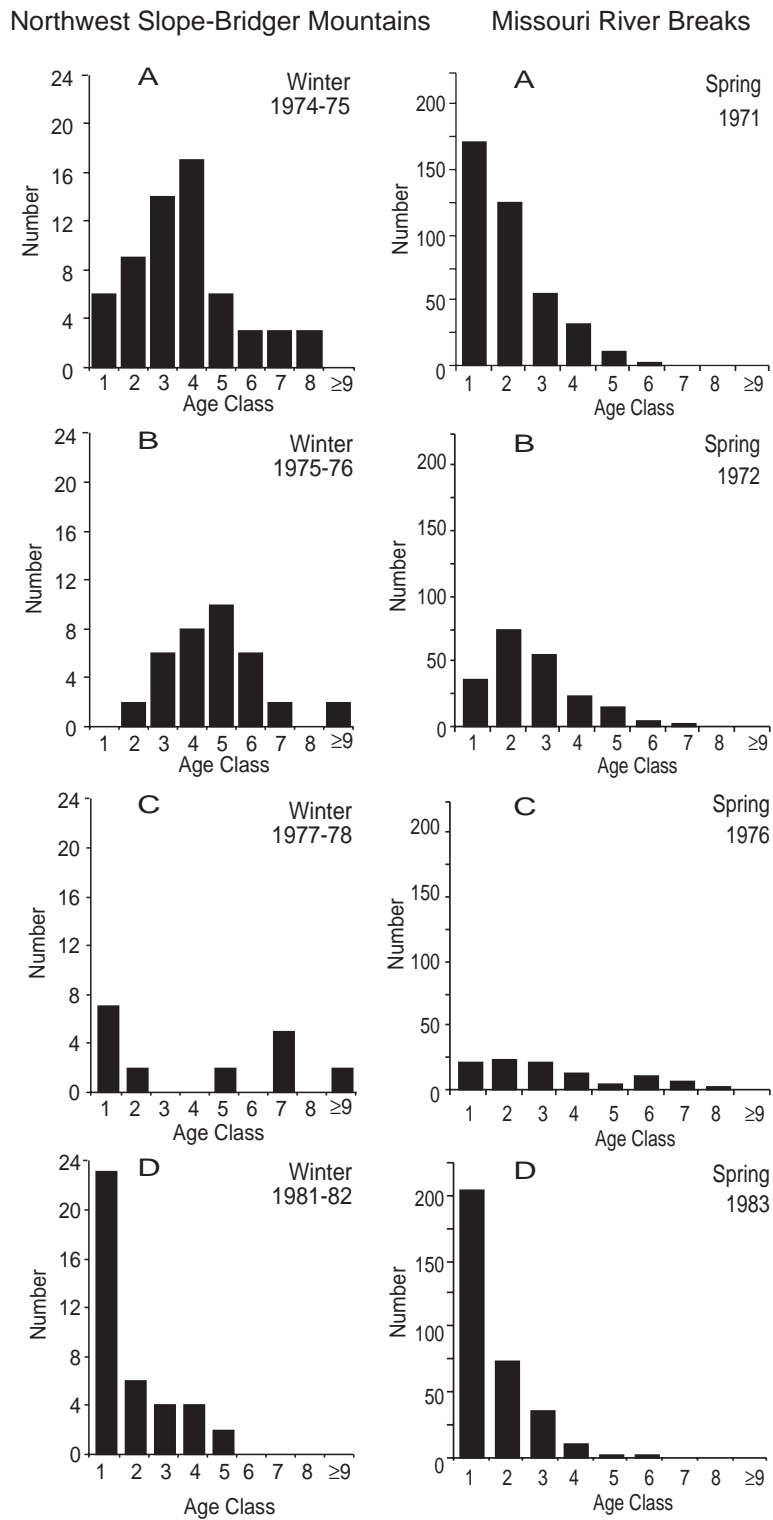 Northwest Slope-Bridger Mountains
Missouri River Breaks
A
Winter
1974-75
24
20
16
12
8
4
0
Number
1 2 3 4 5 6 7 8 ≥9
Age Class
A
Spring
1971
200
150
100
50
0
Number
1 2 3 4 5 6 7 8 ≥9
Age Class
B
Winter
1975-76
24
20
16
12
8
4
0
Number
1 2 3 4 5 6 7 8 ≥9
Age Class
B
Spring
1972
200
150
100
50
0
Number
1 2 3 4 5 6 7 8 ≥9
Age Class
C
Winter
1977-78
24
20
16
12
8
4
0
Number
1 2 3 4 5 6 7 8 ≥9
Age Class
C
Spring
1976
200
150
100
50
0
Number
1 2 3 4 5 6 7 8 ≥9
Age Class
D
Winter
1981-82
24
20
16
12
8
4
0
Number
1 2 3 4 5 6 7 8 ≥9
Age Class
D
Spring
1983
200
150
100
50
0
Number
1 2 3 4 5 6 7 8 ≥9
Age Class